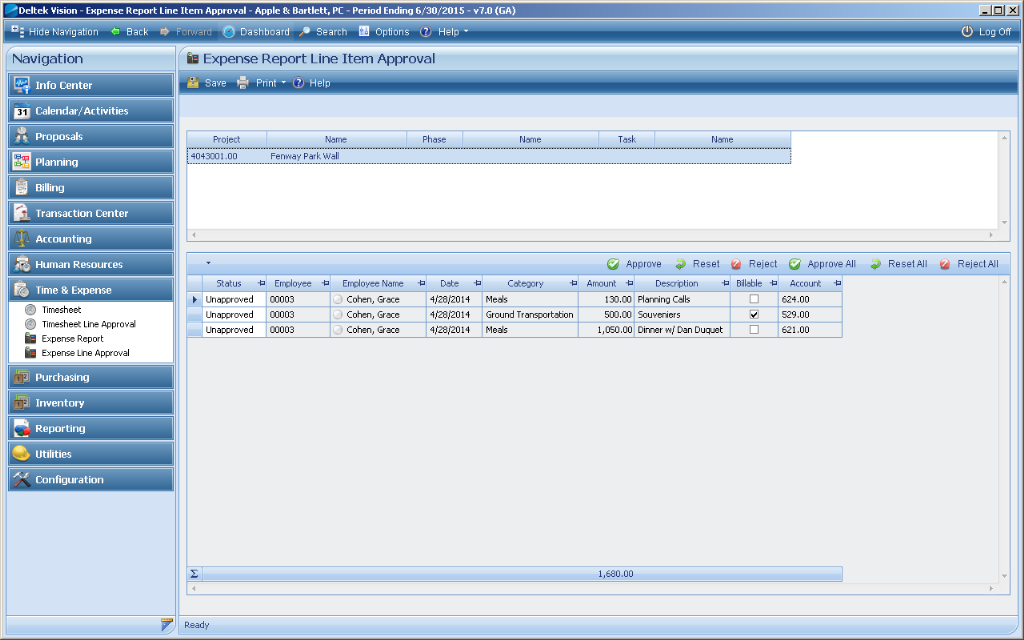 Deltek Vision - Expense Report Line Item Approval - Apple & Bartlett, PC - Period Ending 6/30/2015 - v7.0 (GA)
Hide Navigation Back Forward Dashboard Search Options Help Log Off
Navigation
Info Center
31 Calendar/Activities
Proposals
Planning
Billing
Transaction Center
Accounting
Human Resources
Time & Expense
Timesheet
Timesheet Line Approval
Expense Report
Expense Line Approval
Purchasing
Inventory
Reporting
Utilities
Configuration
Expense Report Line Item Approval
Save Print Help
Project Name Phase Name Task Name
4043001.00 Fenway Park Wall
Approve Reset Reject Approve All Reset All Reject All
Status Employee Employee Name Date Category Amount Description Billable Account
Unapproved 00003 Cohen, Grace 4/28/2014 Meals 130.00 Planning Calls 624.00
Unapproved 00003 Cohen, Grace 4/28/2014 Ground Transportation 500.00 Souveniers 529.00
Unapproved 00003 Cohen, Grace 4/28/2014 Meals 1,050.00 Dinner w/ Dan Duquet 621.00
Σ 1,680.00
Ready